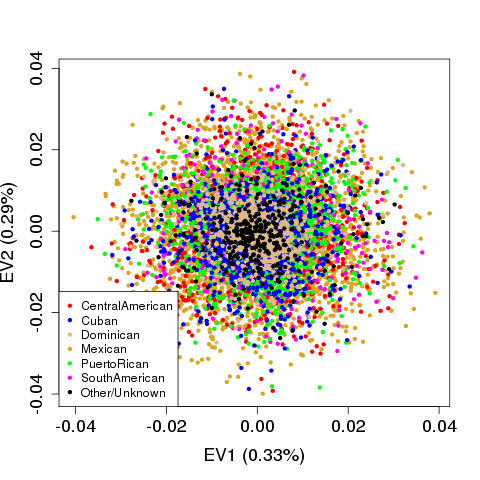 EV2 (0.29%)
0.04
0.02
0.00
-0.02
-0.04
CentralAmerican
Cuban
Dominican
Mexican
PuertoRican
SouthAmerican
Other/Unknown
-0.04 -0.02 0.00 0.02 0.04
EV1 (0.33%)